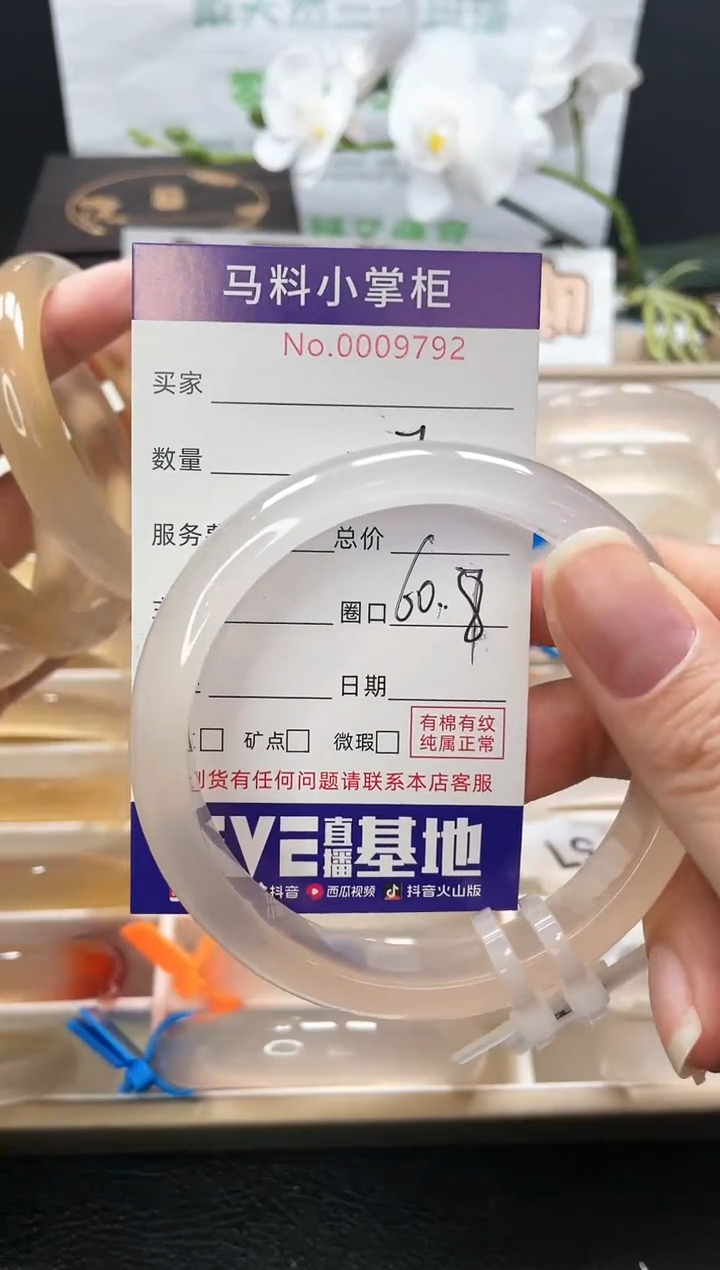 马料小掌柜
No.0009792
买家
数量
服务
总价
圈口 60.8
日期
矿点 微瑕
有棉有纹
纯属正常
到货有任何问题请联系本店客服
EVE直播基地
抖音 西瓜视频 抖音火山版